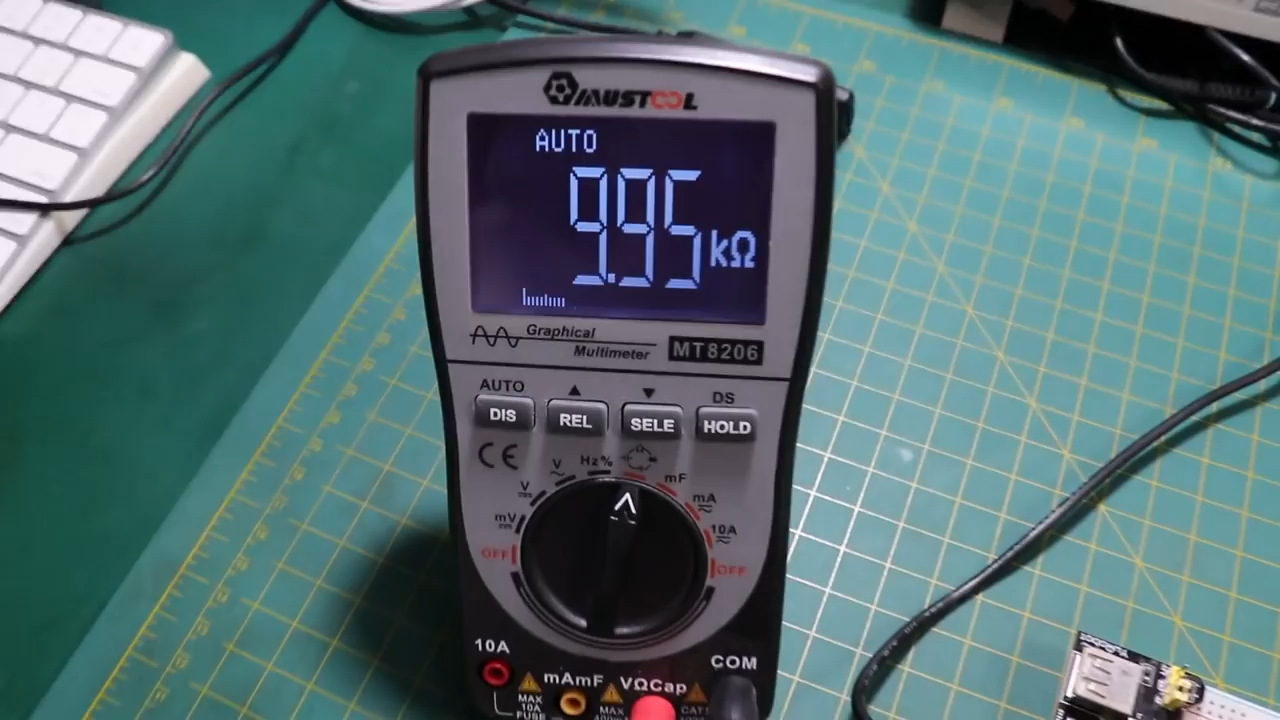 MUSTOOL
AUTO
9.95 kΩ
Graphical
Multimeter
MT8206
AUTO ▲ ▼ DS
DIS REL SELE HOLD
CE
mV
V
V
Hz%
mF
mA
10A
OFF
OFF
10A
mAmF
VΩCap
COM
MAX
10A
FUSE
MAX